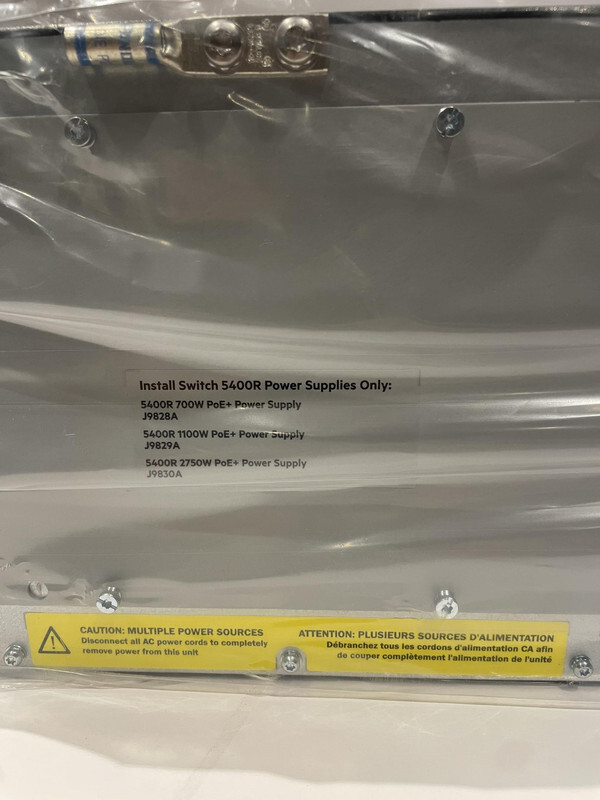 Install Switch 5400R Power Supplies Only:
5400R 700W PoE+ Power Supply
J9828A
5400R 1100W PoE+ Power Supply
J9829A
5400R 2750W PoE+ Power Supply
J9830A
CAUTION: MULTIPLE POWER SOURCES
Disconnect all AC power cords to completely
remove power from this unit
ATTENTION: PLUSIEURS SOURCES D'ALIMENTATION
Débranchez tous les cordons d'alimentation CA afin
de couper complètement l'alimentation de l'unité